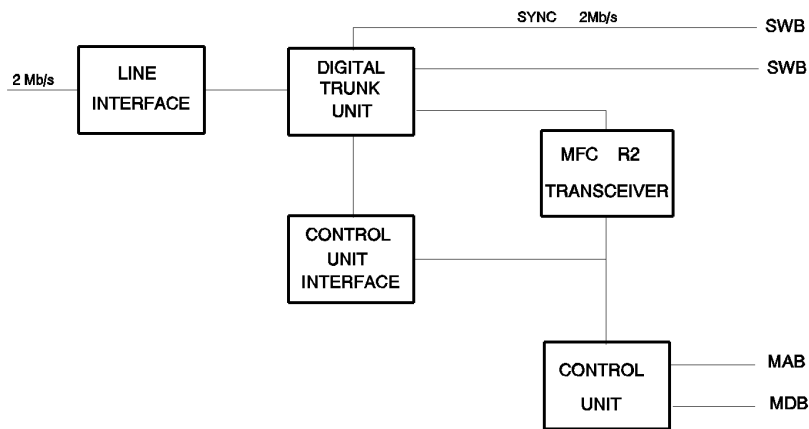 SYNC 2Mb/s
SWB
SWB
2 Mb/s
LINE
INTERFACE
DIGITAL
TRUNK
UNIT
MFC R2
TRANSCEIVER
CONTROL
UNIT
INTERFACE
CONTROL
UNIT
MAB
MDB